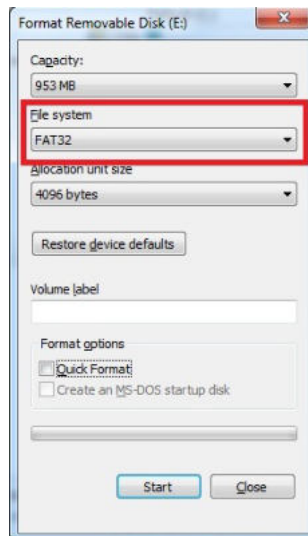 Format Removable Disk (E:)
Capacity:
953 MB
File system
FAT32
Allocation unit size
4096 bytes
Restore device defaults
Volume label
Format options
Quick Format
Create an MS-DOS startup disk
Start
Close